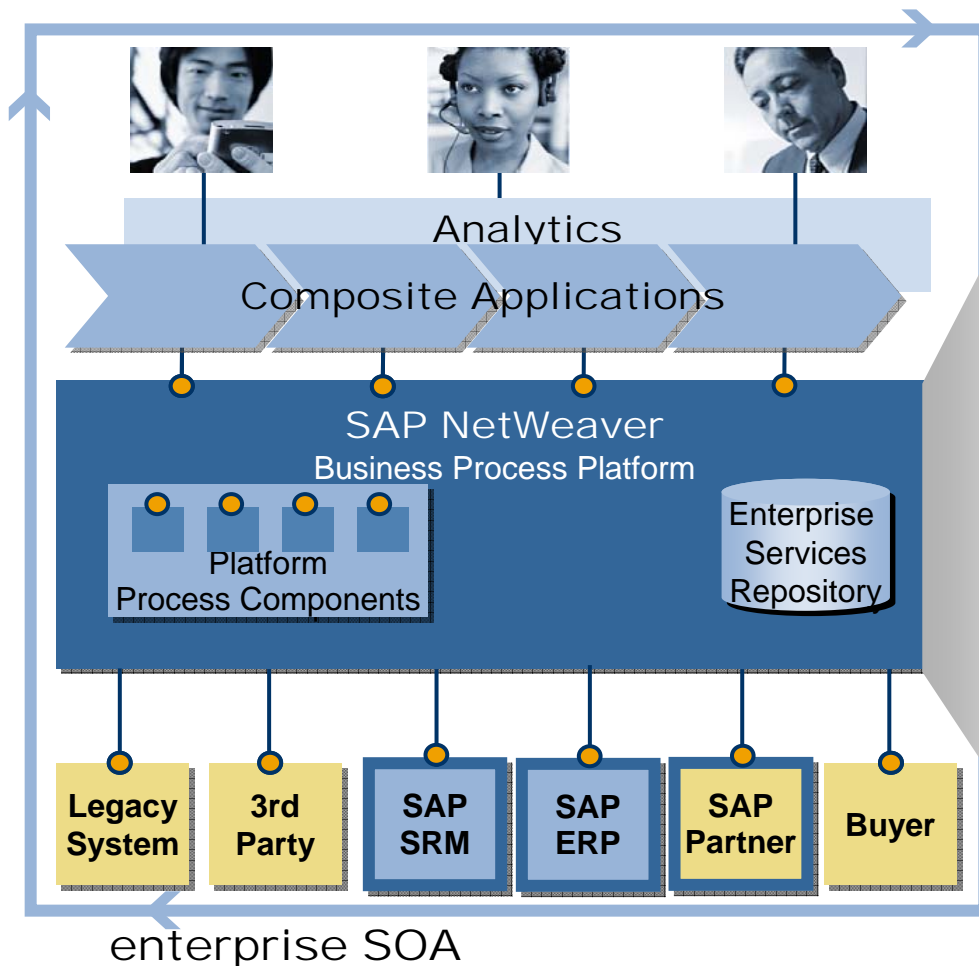 Analytics
Composite Applications
SAP NetWeaver
Business Process Platform
Platform
Process Components
Enterprise
Services
Repository
Legacy
System
3rd
Party
SAP
SRM
SAP
ERP
SAP
Partner
Buyer
enterprise SOA